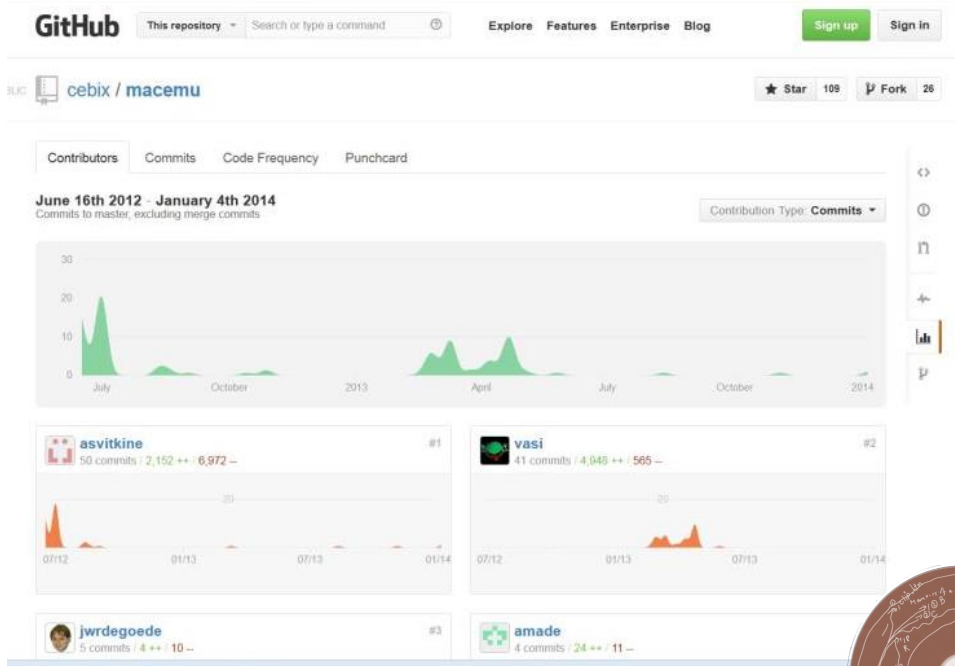 GitHub This repository Search or type a command Explore Features Enterprise Blog Sign up Sign in
cebix / macemu Star 109 Fork 26
Contributors Commits Code Frequency Punchcard
June 16th 2012 - January 4th 2014
Commits to master, excluding merge commits
Contribution Type: Commits
30
20
10
0
July October 2013 April July October 2014
asvitkine #1
50 commits / 2,152 ++ / 6,972 --
20
07/12 01/13 07/13 01/14
vasi #2
41 commits / 4,948 ++ / 565 --
20
07/12 01/13 07/13 01/14
jwrdegoede #3
5 commits / 4 ++ / 10 --
amade
4 commits / 24 ++ / 11 --